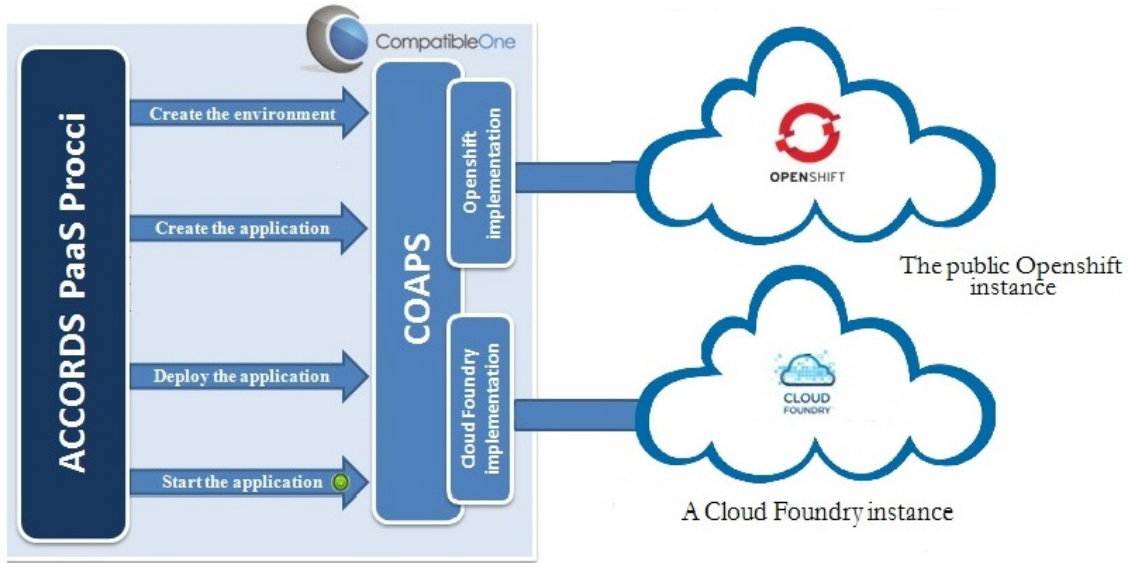 CompatibleOne
ACCORDS PaaS Procci
Create the environment
Create the application
Deploy the application
Start the application
COAPS
Openshift
implementation
Cloud Foundry
implementation
OPENSHIFT
The public Openshift
instance
CLOUD
FOUNDRY
A Cloud Foundry instance